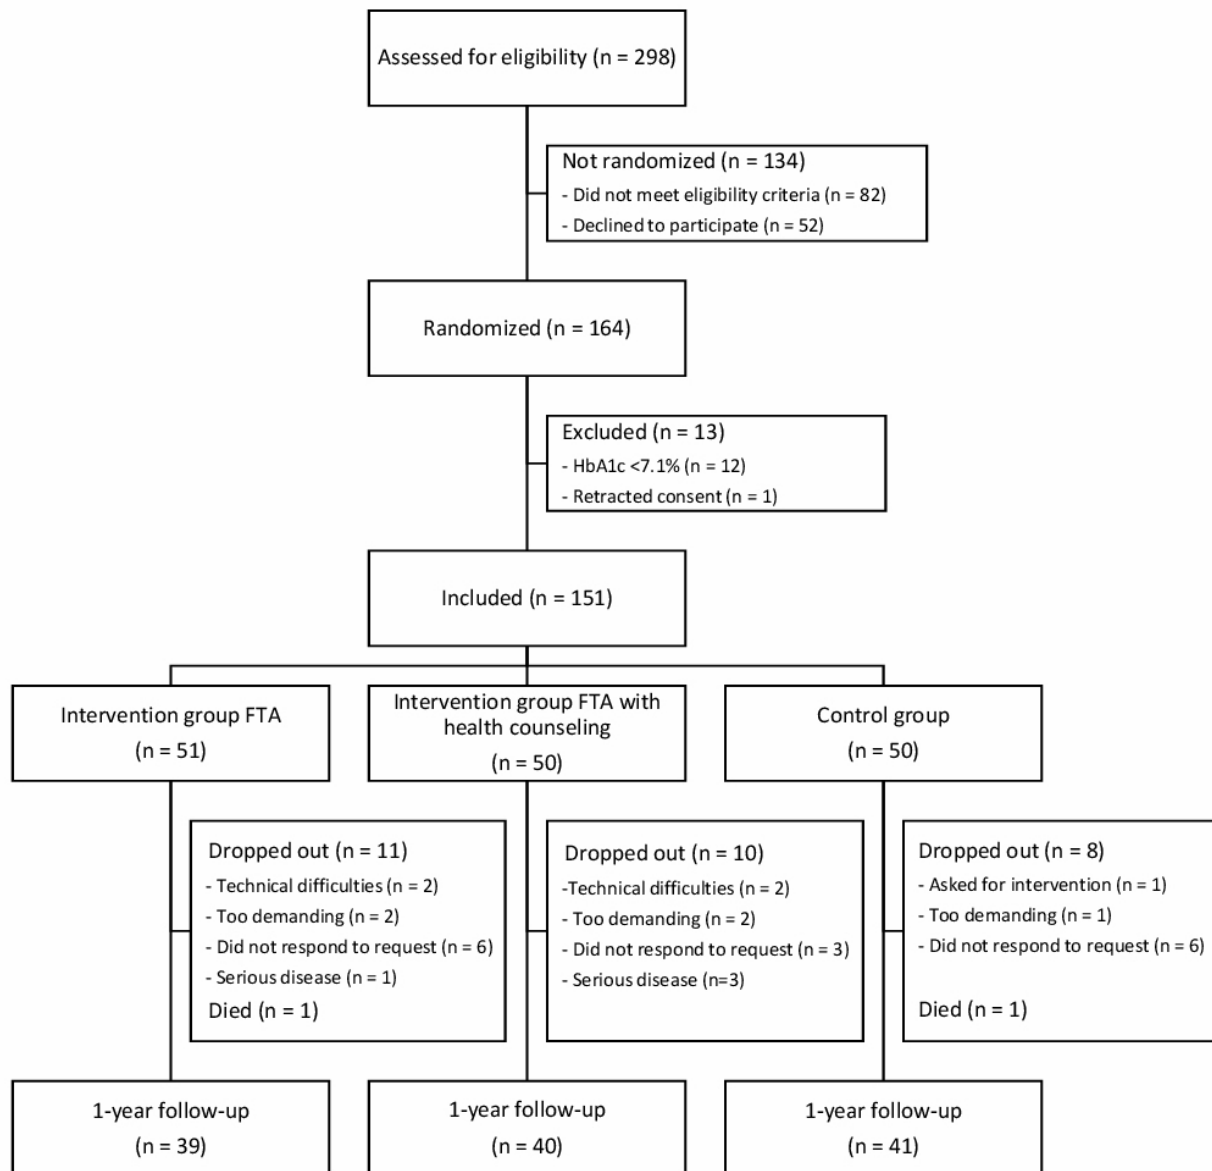 Assessed for eligibility (n = 298)
Not randomized (n = 134)
- Did not meet eligibility criteria (n = 82)
- Declined to participate (n = 52)
Randomized (n = 164)
Excluded (n = 13)
- HbA1c <7.1% (n = 12)
- Retracted consent (n = 1)
Included (n = 151)
Intervention group FTA
(n = 51)
Intervention group FTA with
health counseling
(n = 50)
Control group
(n = 50)
Dropped out (n = 11)
- Technical difficulties (n = 2)
- Too demanding (n = 2)
- Did not respond to request (n = 6)
- Serious disease (n = 1)
Died (n = 1)
Dropped out (n = 10)
-Technical difficulties (n = 2)
- Too demanding (n = 2)
- Did not respond to request (n = 3)
- Serious disease (n=3)
Dropped out (n = 8)
- Asked for intervention (n = 1)
- Too demanding (n = 1)
- Did not respond to request (n = 6)
Died (n = 1)
1-year follow-up
(n = 39)
1-year follow-up
(n = 40)
1-year follow-up
(n = 41)